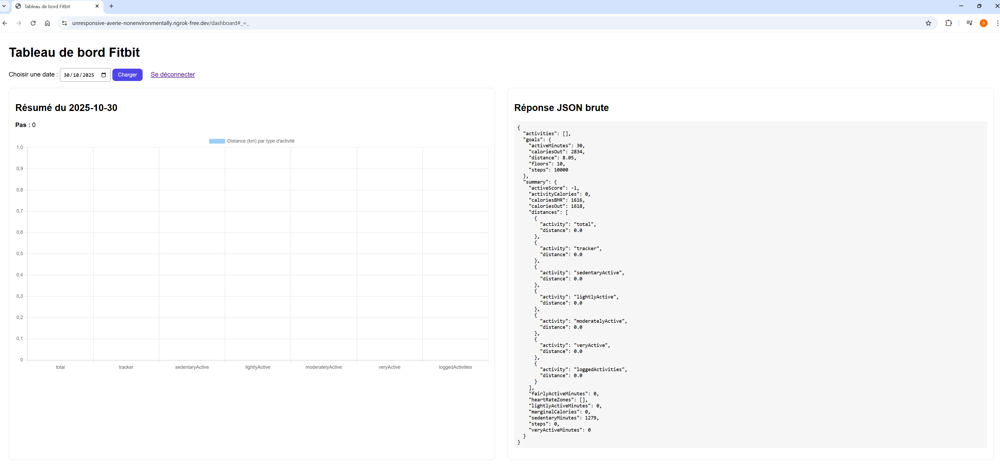 Tableau de bord Fitbit
unresponsive-averie-nonenvironmentally.ngrok-free.dev/dashboard#_=_
S
Tableau de bord Fitbit
Choisir une date : 30/10/2025 Charger Se déconnecter
Résumé du 2025-10-30
Pas : 0
Distance (km) par type d'activité
1,0
0,9
0,8
0,7
0,6
0,5
0,4
0,3
0,2
0,1
0
total tracker sedentaryActive lightlyActive moderatelyActive veryActive loggedActivities
Réponse JSON brute
{
  "activities": [],
  "goals": {
    "activeMinutes": 30,
    "caloriesOut": 2834,
    "distance": 8.05,
    "floors": 10,
    "steps": 10000
  },
  "summary": {
    "activeScore": -1,
    "activityCalories": 0,
    "caloriesBMR": 1616,
    "caloriesOut": 1618,
    "distances": [
      {
        "activity": "total",
        "distance": 0.0
      },
      {
        "activity": "tracker",
        "distance": 0.0
      },
      {
        "activity": "sedentaryActive",
        "distance": 0.0
      },
      {
        "activity": "lightlyActive",
        "distance": 0.0
      },
      {
        "activity": "moderatelyActive",
        "distance": 0.0
      },
      {
        "activity": "veryActive",
        "distance": 0.0
      },
      {
        "activity": "loggedActivities",
        "distance": 0.0
      }
    ],
    "fairlyActiveMinutes": 0,
    "heartRateZones": [],
    "lightlyActiveMinutes": 0,
    "marginalCalories": 0,
    "sedentaryMinutes": 1279,
    "steps": 0,
    "veryActiveMinutes": 0
  }
}